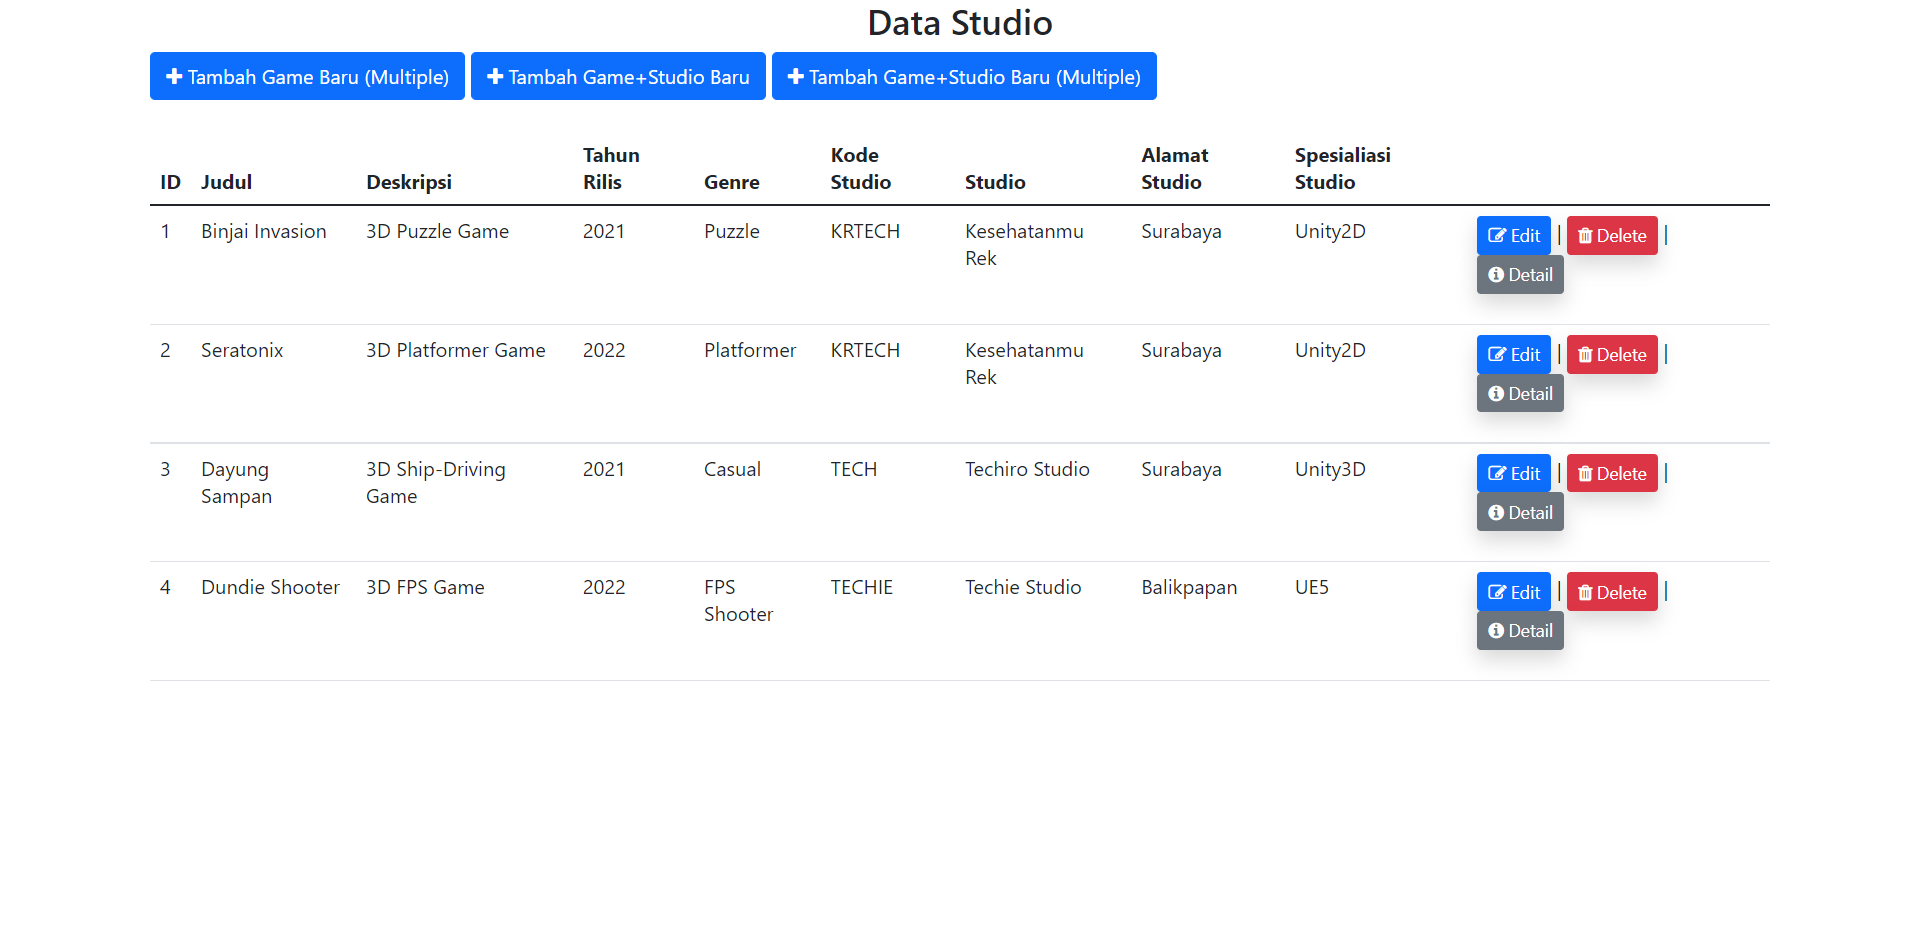 Data Studio
Tambah Game Baru (Multiple) Tambah Game+Studio Baru Tambah Game+Studio Baru (Multiple)
ID Judul Deskripsi Tahun Rilis Genre Kode Studio Studio Alamat Studio Spesialiasi Studio
1 Binjai Invasion 3D Puzzle Game 2021 Puzzle KRTECH Kesehatanmu Rek Surabaya Unity2D Edit | Delete |
Detail
2 Seratonix 3D Platformer Game 2022 Platformer KRTECH Kesehatanmu Rek Surabaya Unity2D Edit | Delete |
Detail
3 Dayung Sampan 3D Ship-Driving Game 2021 Casual TECH Techiro Studio Surabaya Unity3D Edit | Delete |
Detail
4 Dundie Shooter 3D FPS Game 2022 FPS Shooter TECHIE Techie Studio Balikpapan UE5 Edit | Delete |
Detail